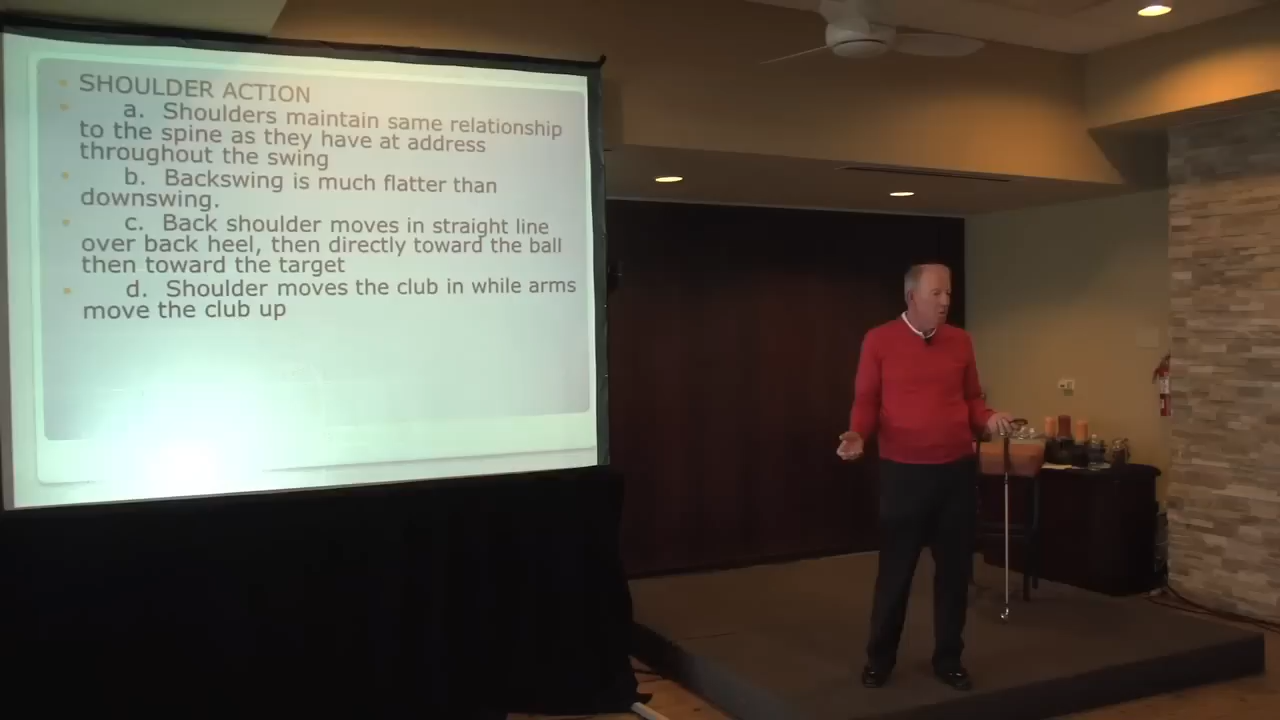 SHOULDER ACTION
a. Shoulders maintain same relationship
to the spine as they have at address
throughout the swing
b. Backswing is much flatter than
downswing.
c. Back shoulder moves in straight line
over back heel, then directly toward the ball
then toward the target
d. Shoulder moves the club in while arms
move the club up